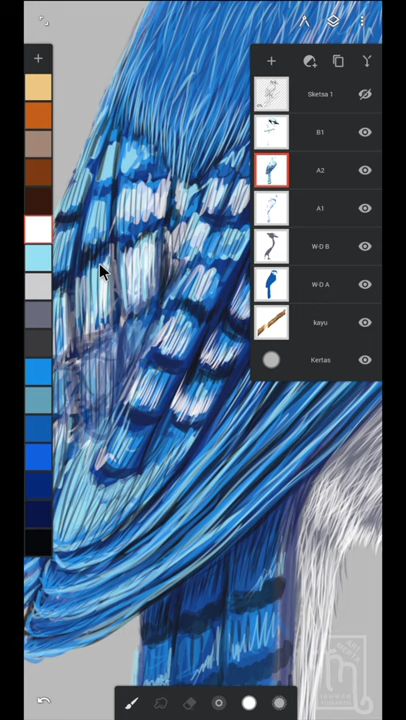 Sketsa 1
B1
A2
A1
W-D B
W-D A
kayu
Kertas